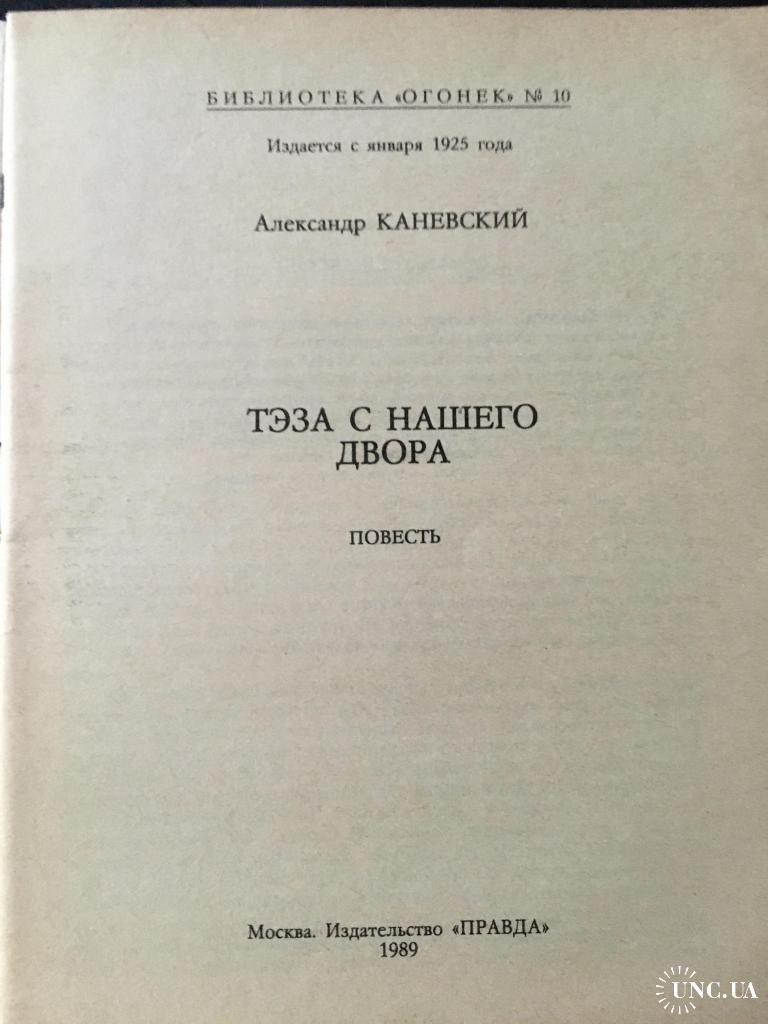 БИБЛИОТЕКА «ОГОНЕК» № 10
Издается с января 1925 года
Александр КАНЕВСКИЙ
ТЭЗА С НАШЕГО
ДВОРА
ПОВЕСТЬ
Москва. Издательство «ПРАВДА»
1989
UNC.UA